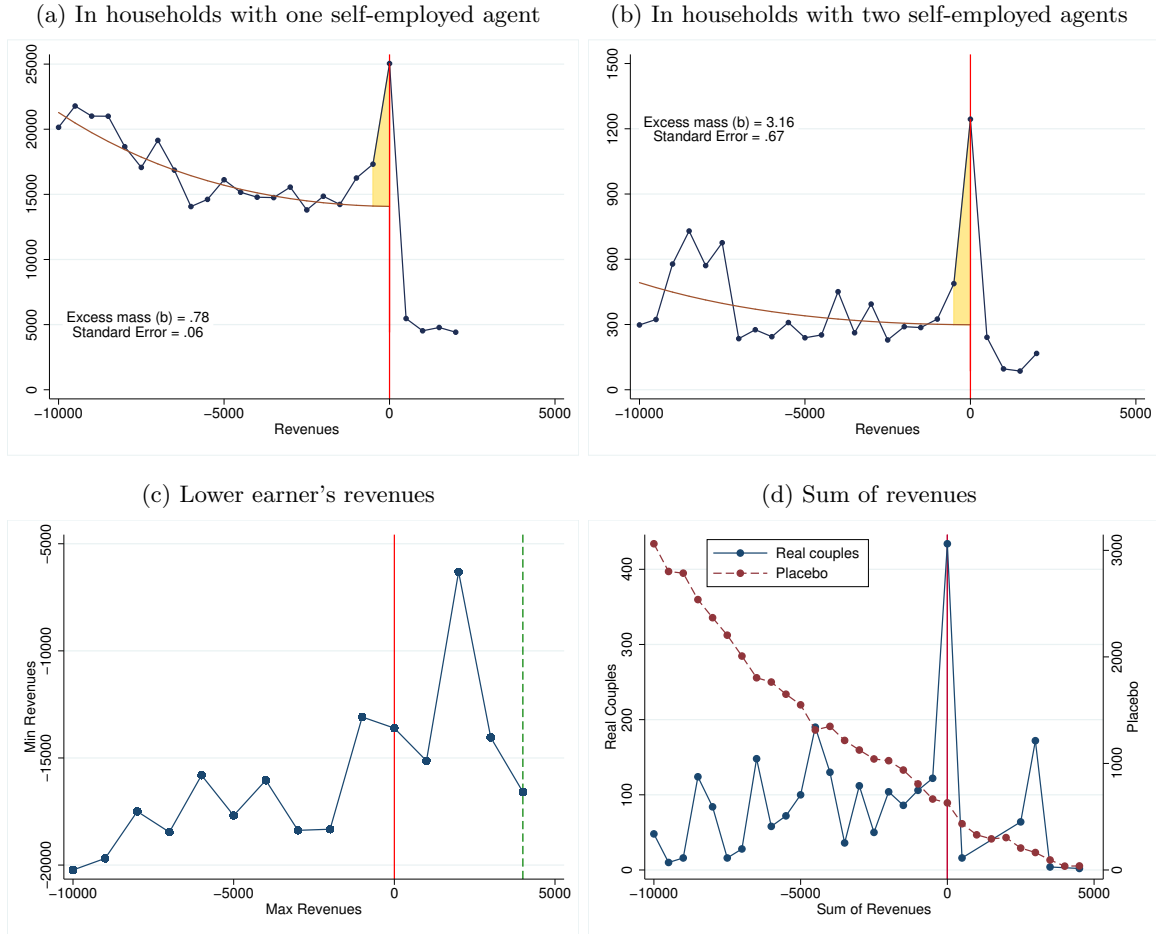 (a) In households with one self-employed agent
25000
20000
15000
10000
5000
0
Excess mass (b) = .78
Standard Error = .06
−10000 −5000 0 5000
Revenues
(b) In households with two self-employed agents
1500
1200
900
600
300
0
Excess mass (b) = 3.16
Standard Error = .67
−10000 −5000 0 5000
Revenues
(c) Lower earner's revenues
Min Revenues
−5000
−10000
−15000
−20000
−10000 −5000 0 5000
Max Revenues
(d) Sum of revenues
Real couples
Placebo
Real Couples
400
300
200
100
0
Placebo
3000
2000
1000
0
−10000 −5000 0 5000
Sum of Revenues